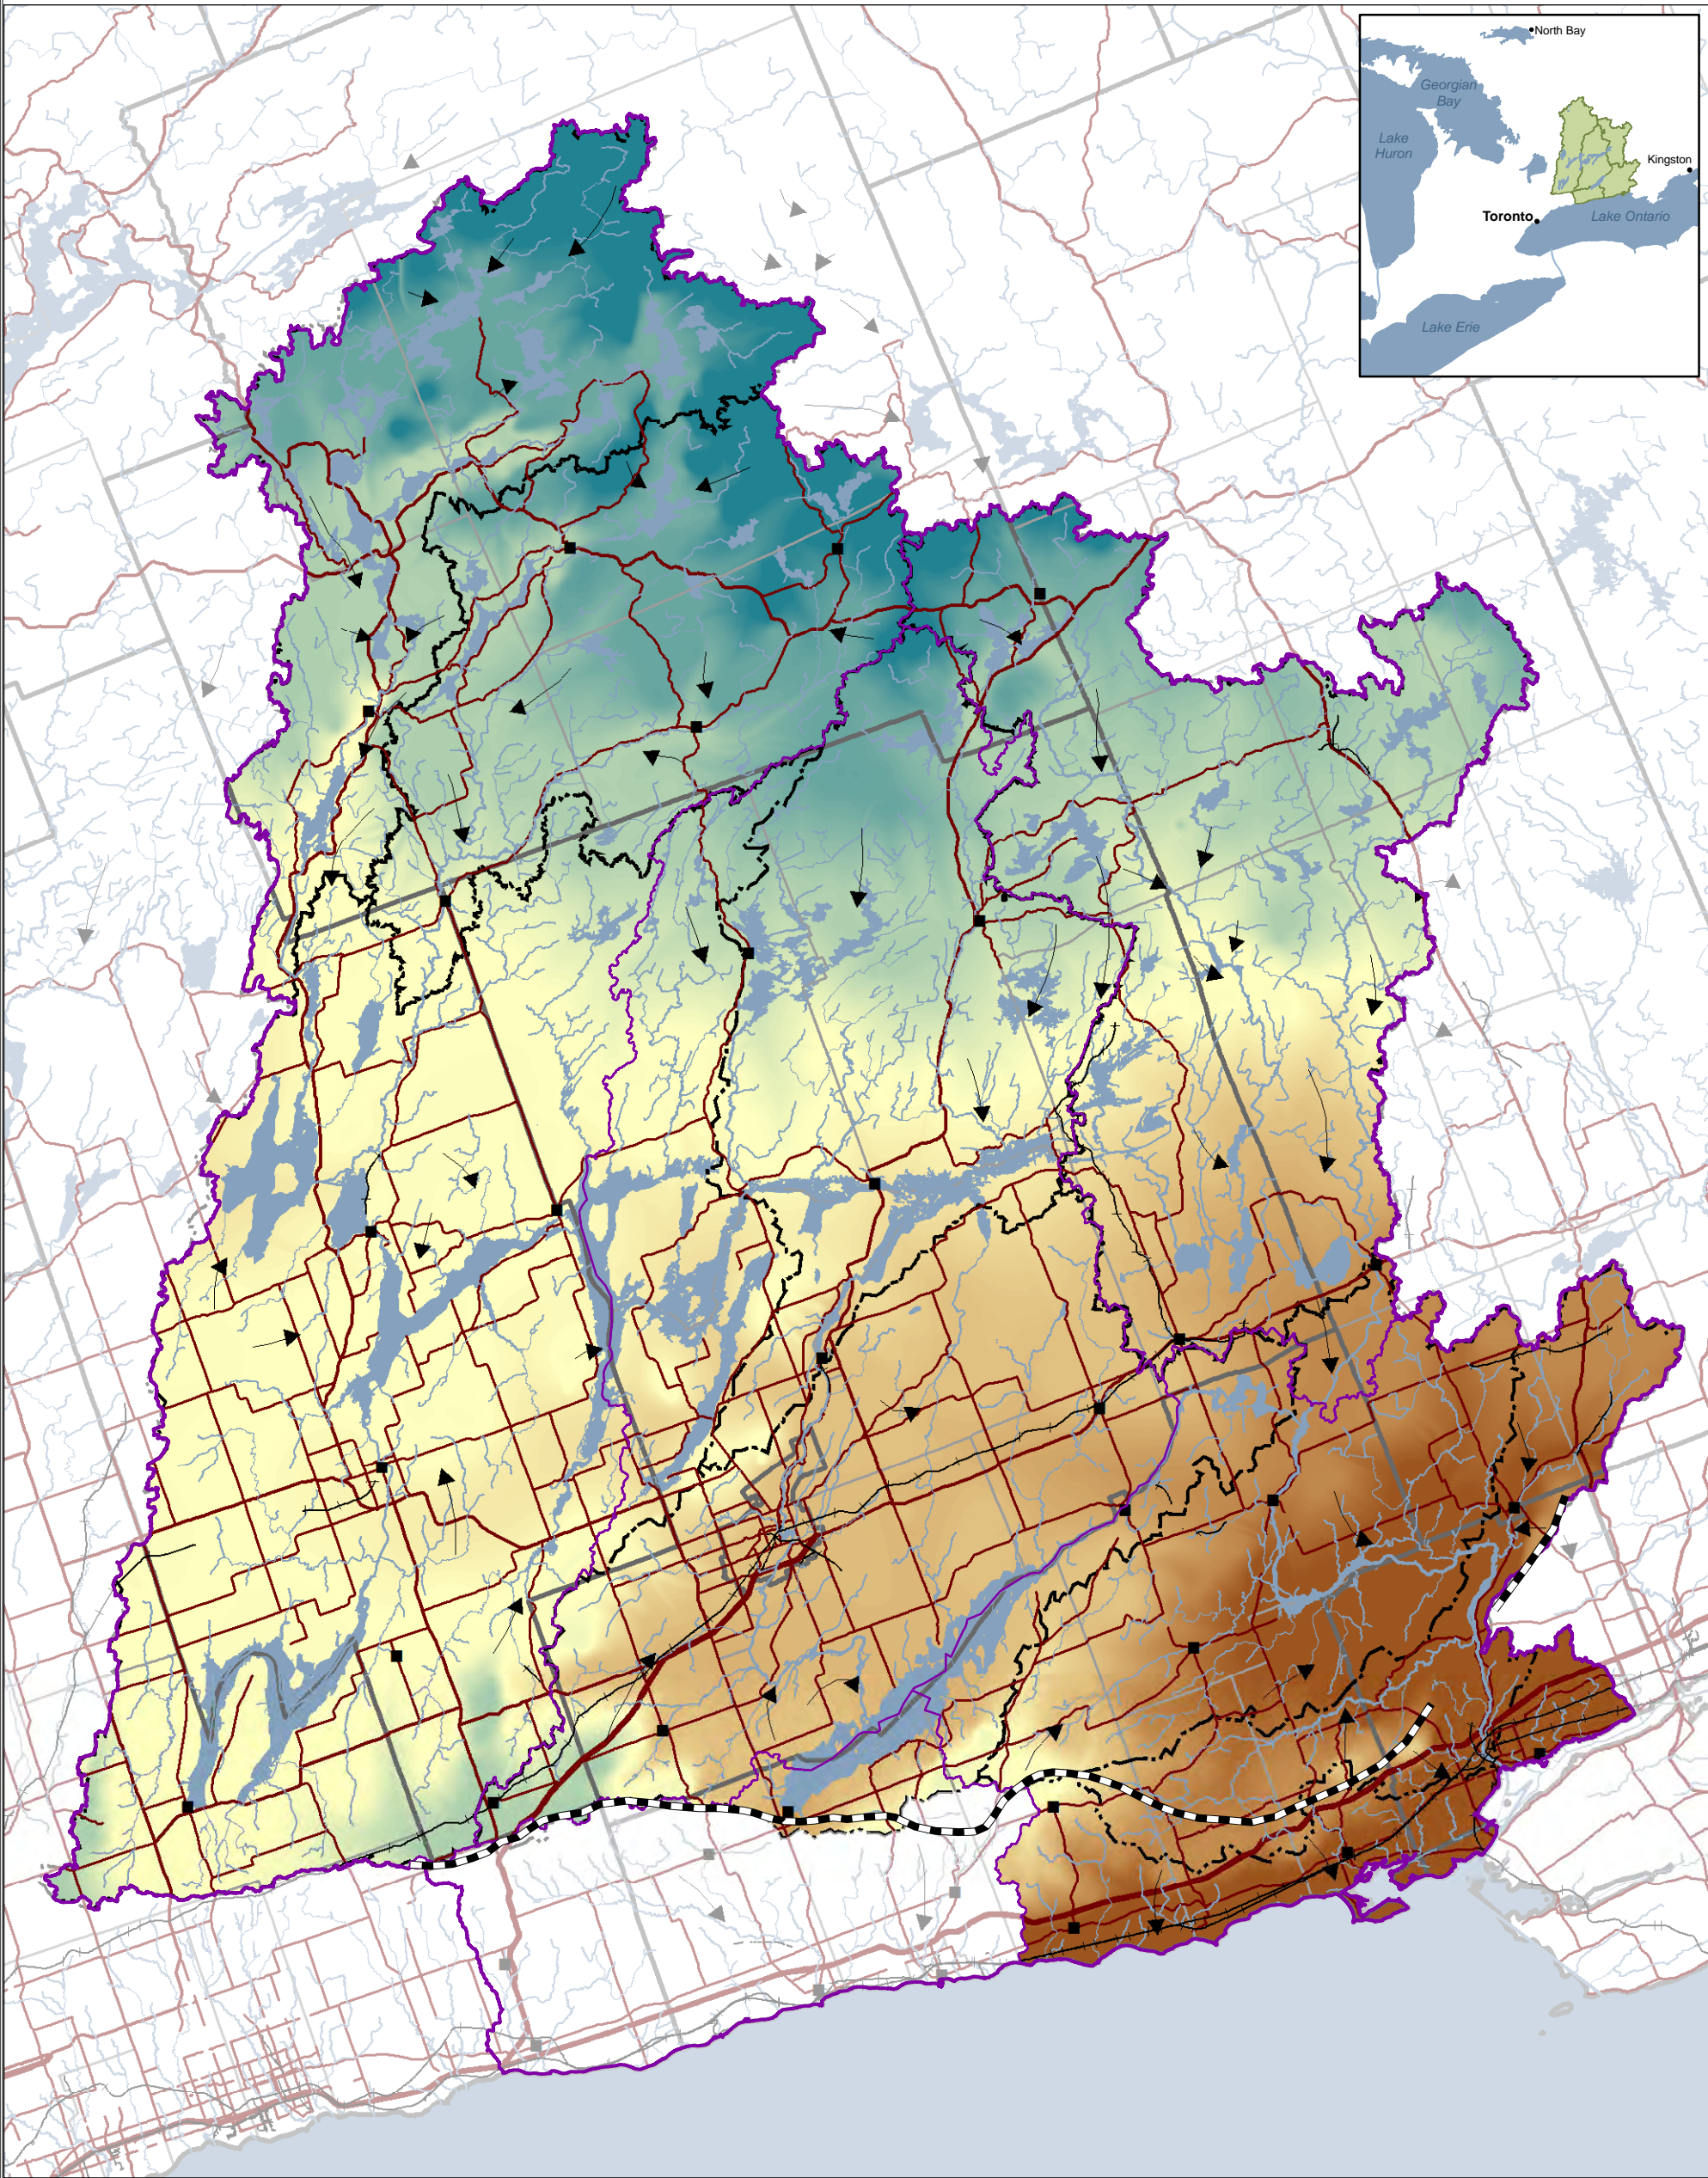 North Bay
Georgian
Bay
Lake
Huron
Kingston
Toronto
Lake Ontario
Lake Erie